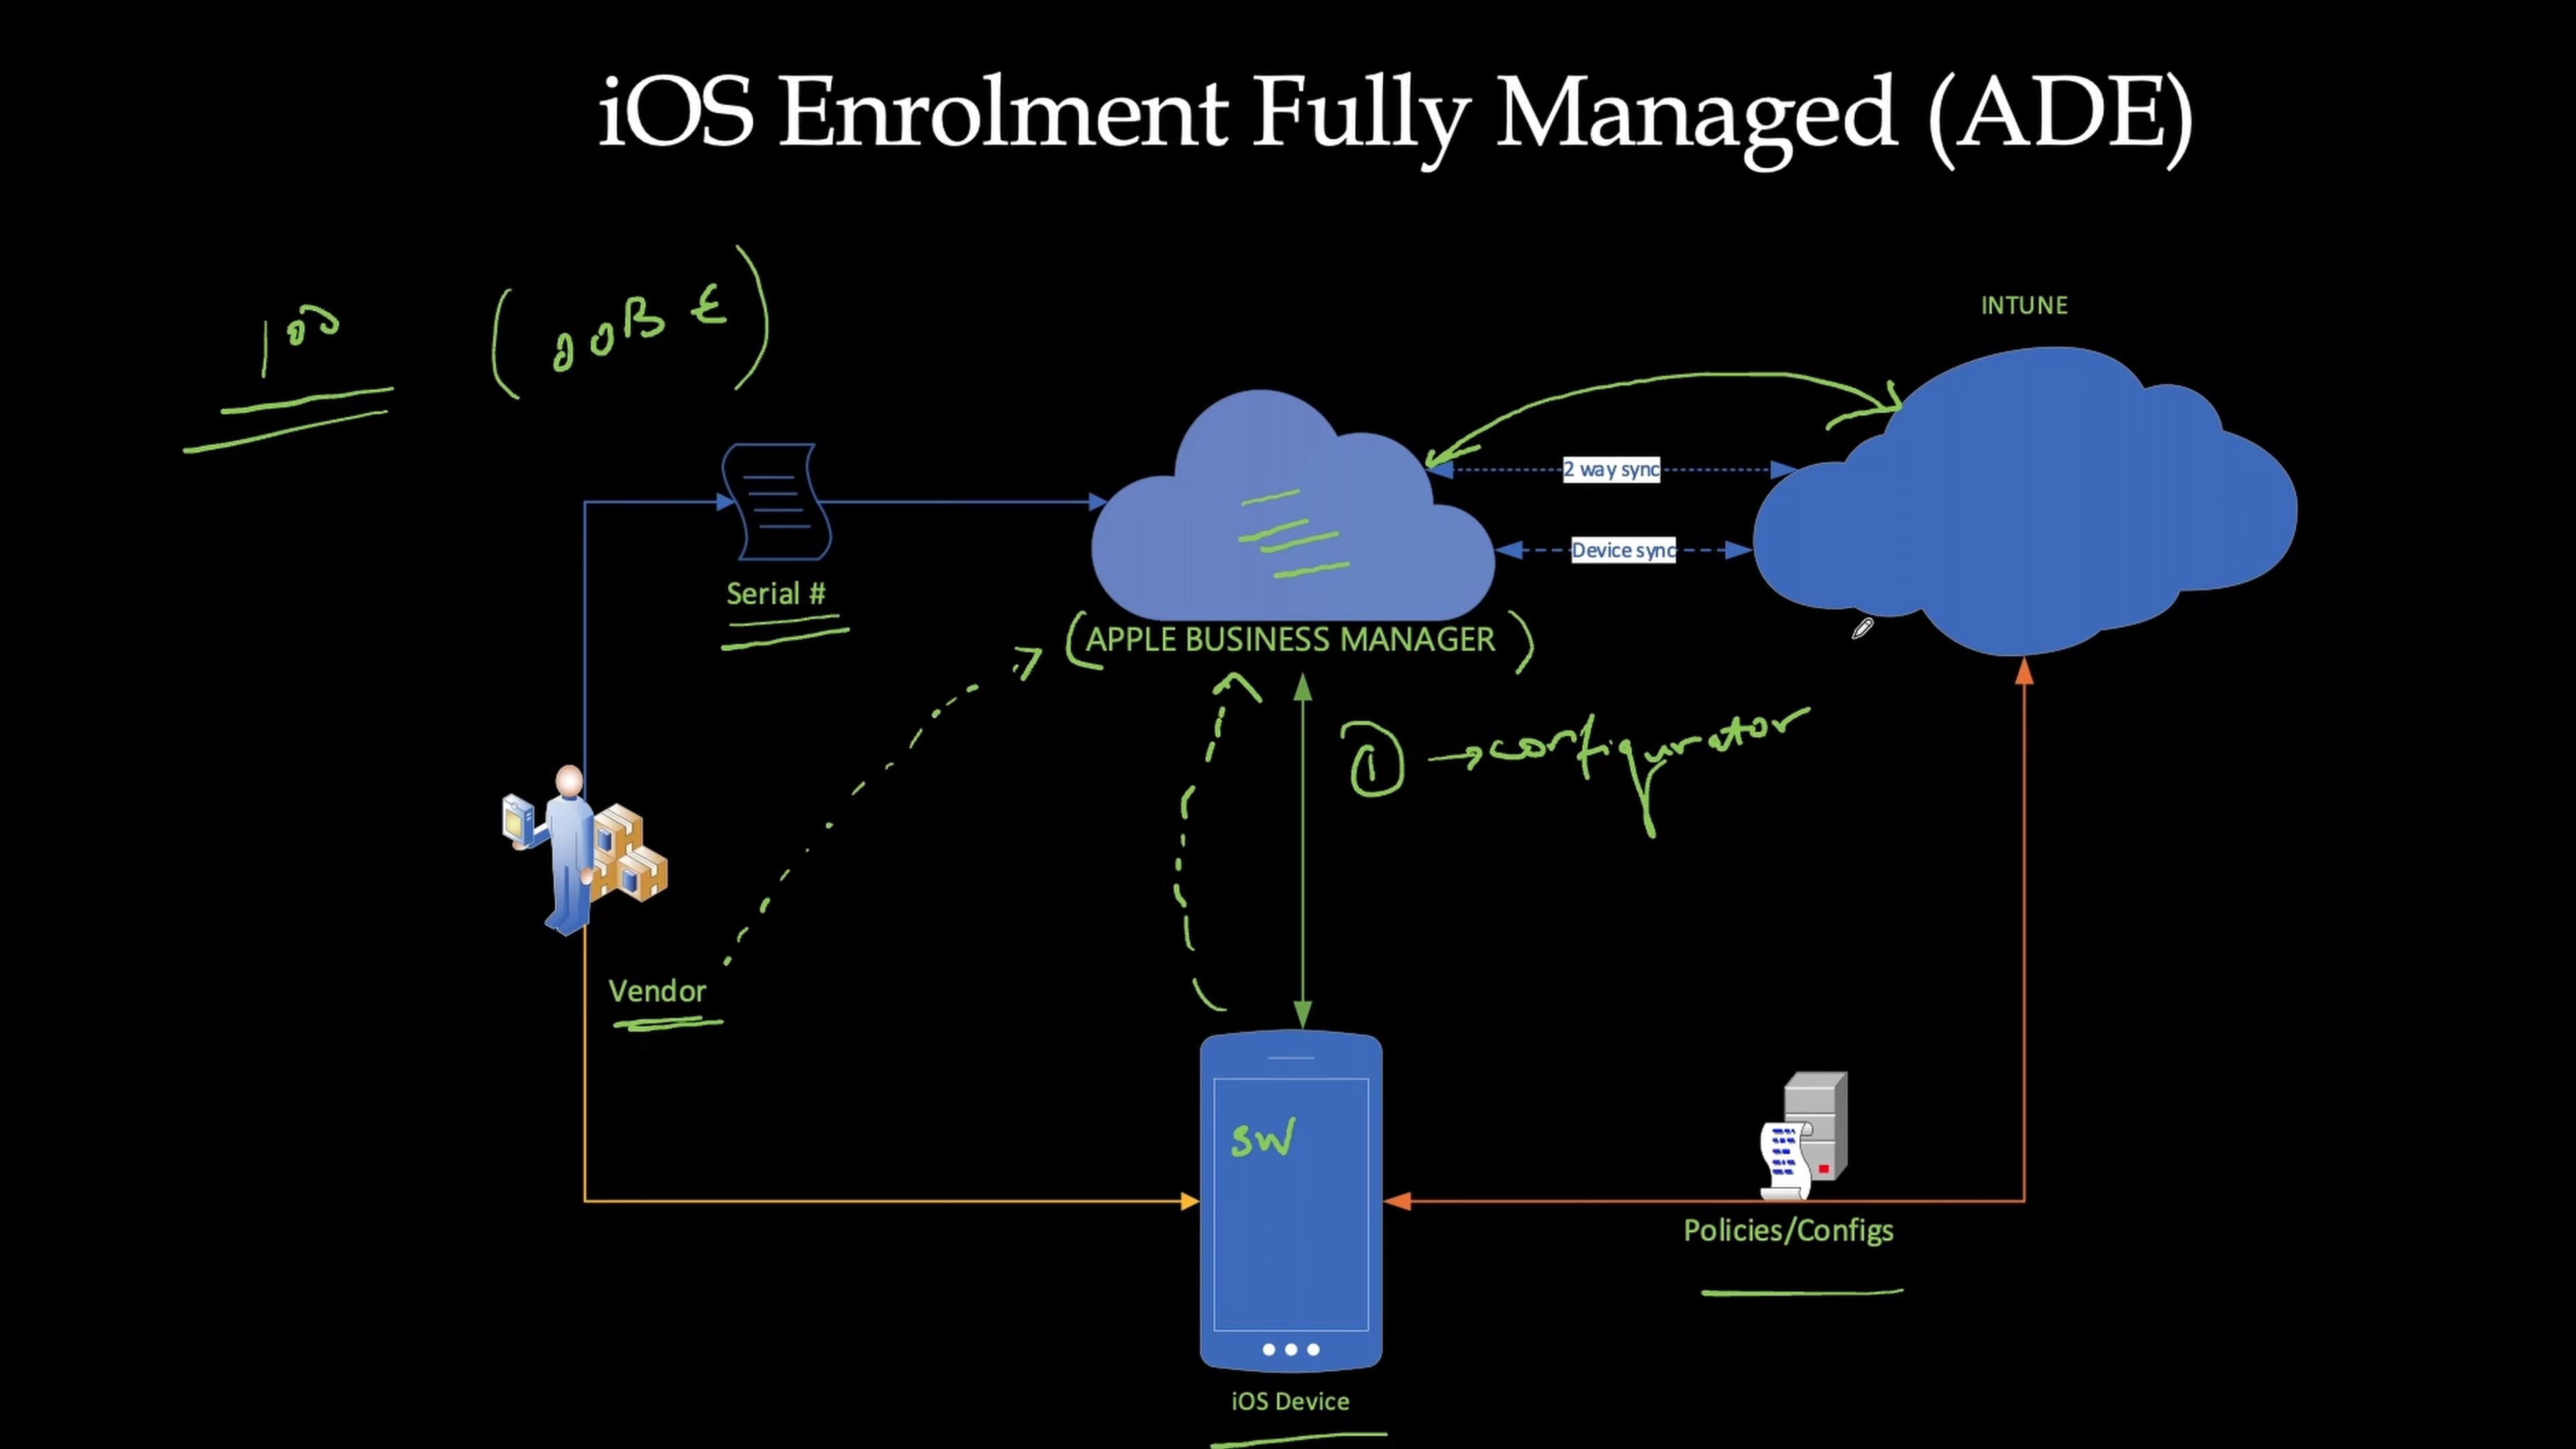 iOS Enrolment Fully Managed (ADE)
100 (OOBE)
INTUNE
2 way sync
Device sync
Serial #
(APPLE BUSINESS MANAGER)
① → configurator
Vendor
SW
Policies/Configs
iOS Device